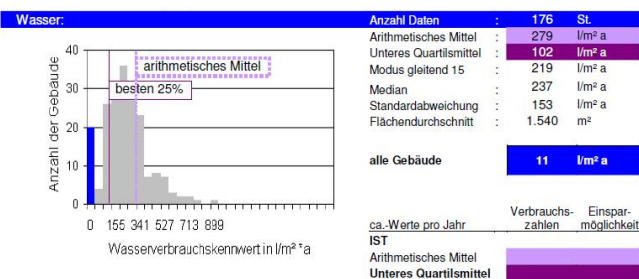 Wasser:
Anzahl Daten : 176 St.
Arithmetisches Mittel : 279 l/m² a
Unteres Quartilsmittel : 102 l/m² a
Modus gleitend 15 : 219 l/m² a
Median : 237 l/m² a
Standardabweichung : 153 l/m² a
Flächendurchschnitt : 1.540 m²
alle Gebäude 11 l/m² a
Anzahl der Gebäude
40
30
20
10
0
arithmetisches Mittel
besten 25%
0 155 341 527 713 899
Wasserverbrauchskennwert in l/m² *a
ca.-Werte pro Jahr Verbrauchs- Einspar-
zahlen möglichkeit
IST
Arithmetisches Mittel
Unteres Quartilsmittel